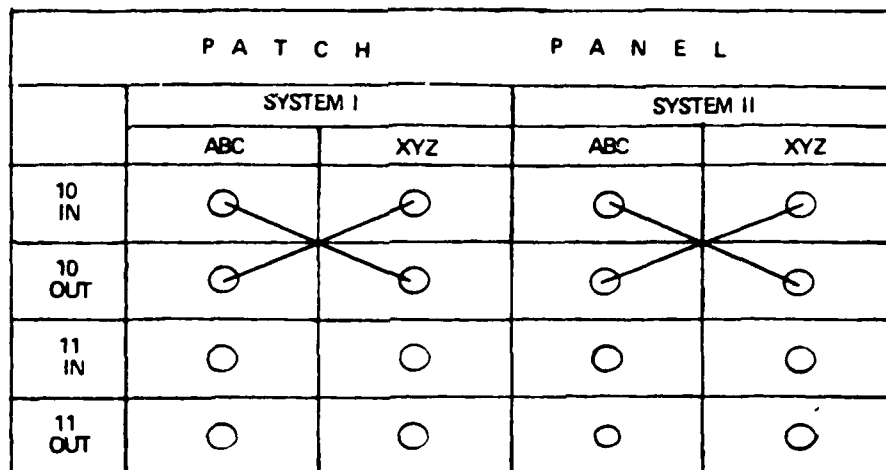 PATCH PANEL
SYSTEM I SYSTEM II
ABC XYZ ABC XYZ
10
IN
10
OUT
11
IN
11
OUT